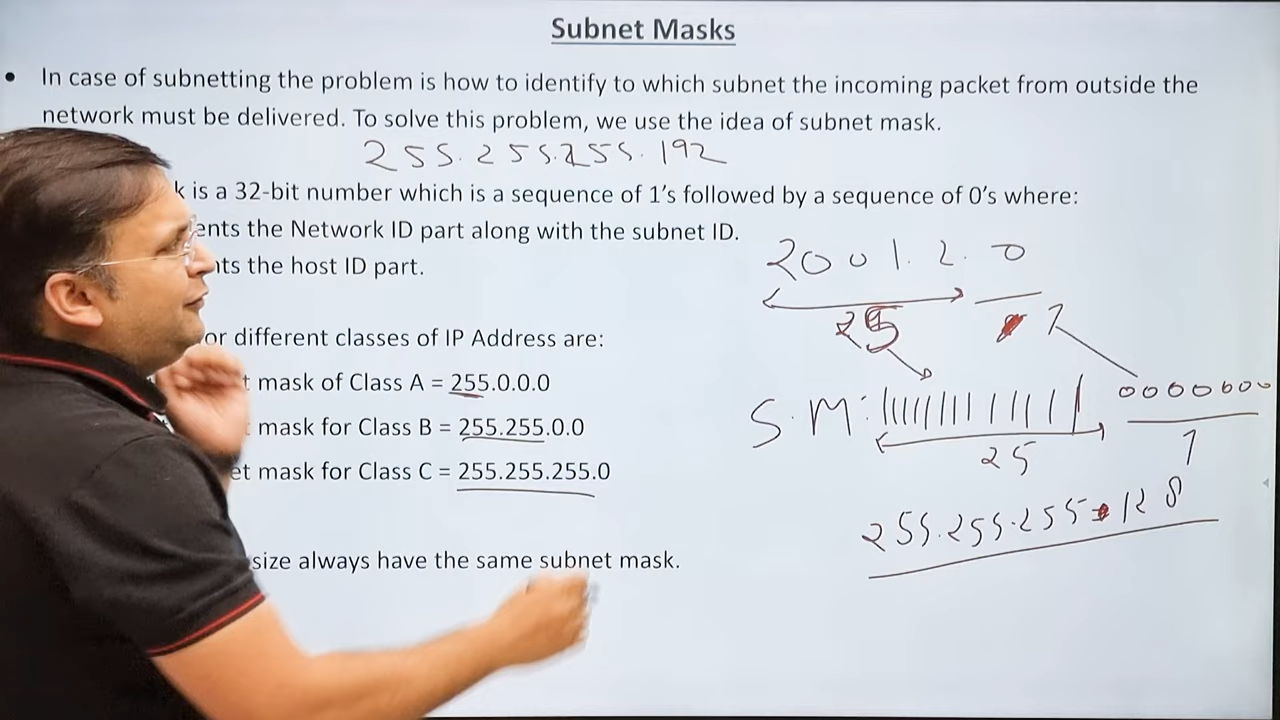 Subnet Masks
• In case of subnetting the problem is how to identify to which subnet the incoming packet from outside the
network must be delivered. To solve this problem, we use the idea of subnet mask.
255.255.255.192
is a 32-bit number which is a sequence of 1's followed by a sequence of 0's where:
the Network ID part along with the subnet ID.
200.1.2.0
the host ID part.
25 7
different classes of IP Address are:
mask of Class A = 255.0.0.0
0000000
S.M:
mask for Class B = 255.255.0.0
25 7
mask for Class C = 255.255.255.0
255.255.255.128
size always have the same subnet mask.